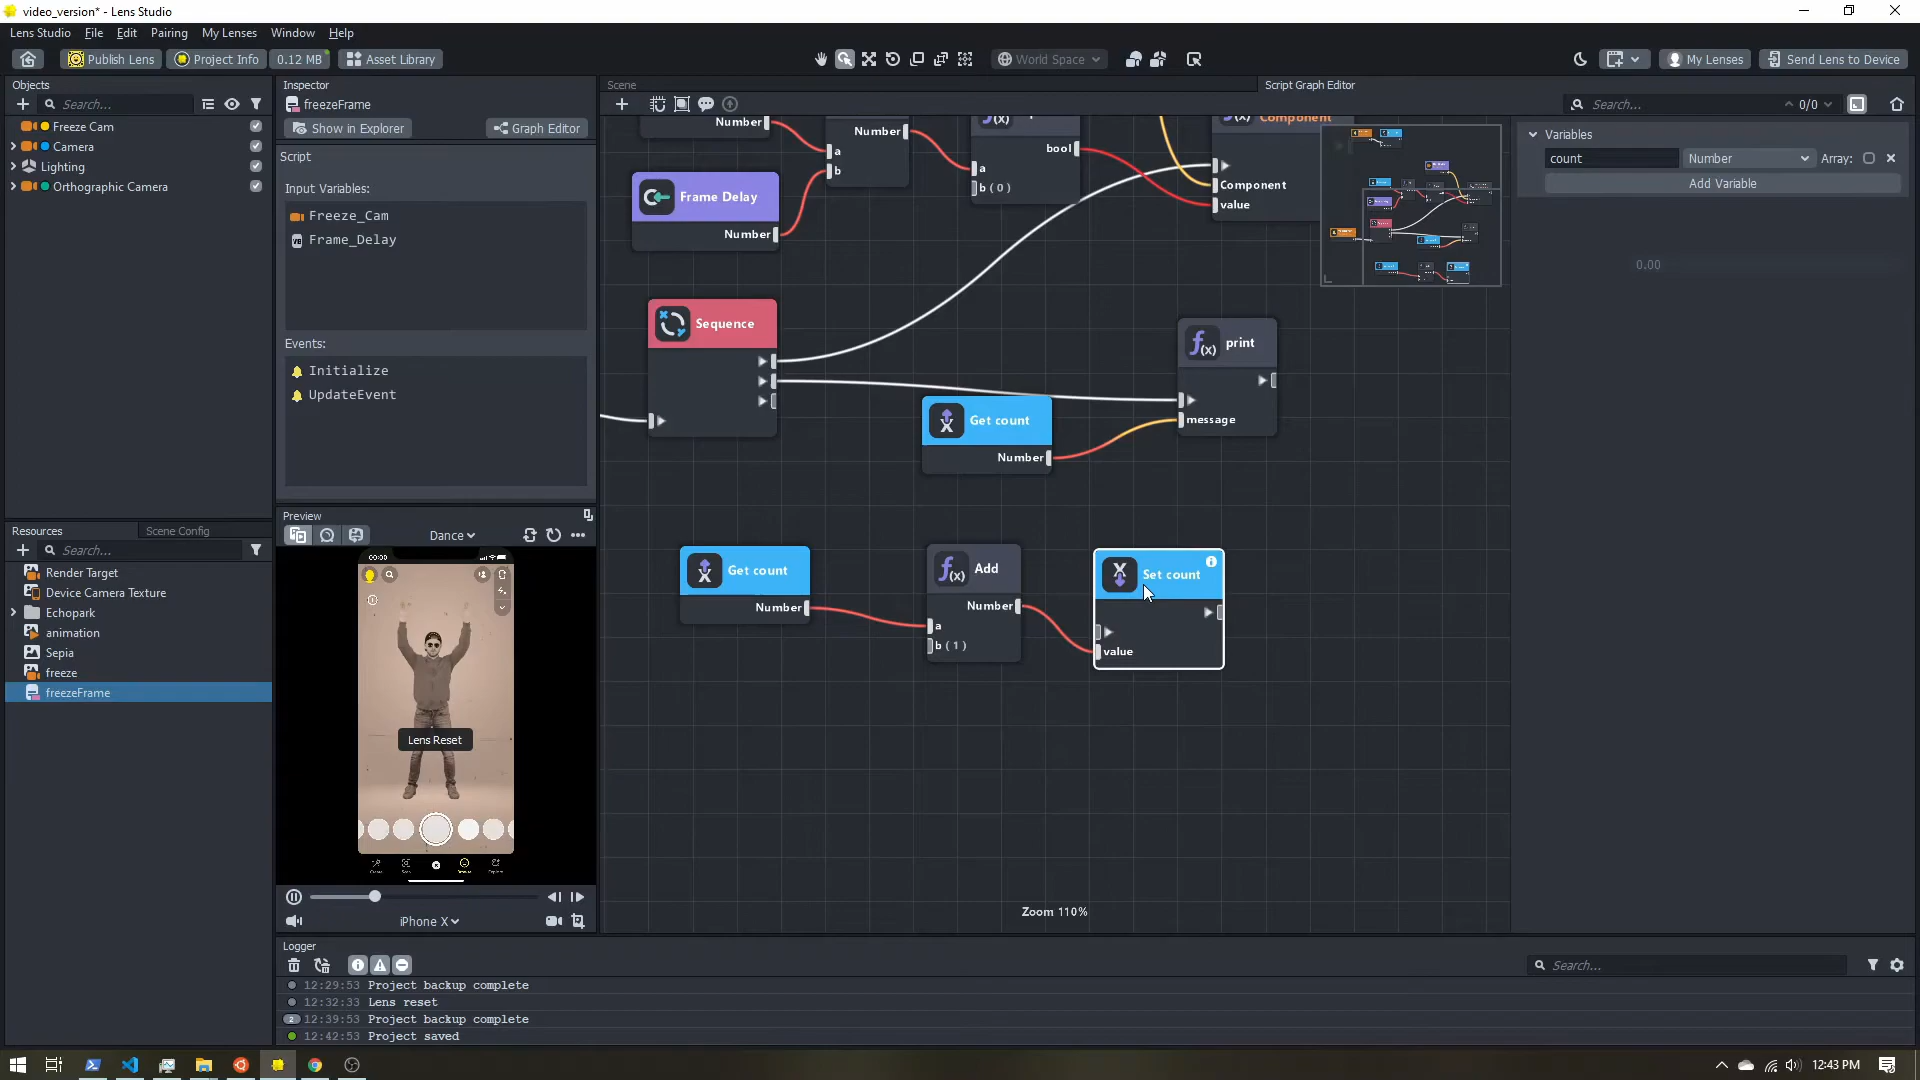 video_version* - Lens Studio
Lens Studio File Edit Pairing My Lenses Window Help
Publish Lens Project Info 0.12 MB Asset Library World Space My Lenses Send Lens to Device
Objects
Search...
Freeze Cam
Camera
Lighting
Orthographic Camera
Inspector
freezeFrame
Show in Explorer Graph Editor
Script
Input Variables:
Freeze_Cam
Frame_Delay
Events:
Initialize
UpdateEvent
Scene
Script Graph Editor
Search... 0/0
Number
Number
a
b
bool
a
b ( 0 )
Component
Component
value
Frame Delay
Number
Sequence
print
message
Get count
Number
Get count
Number
Add
Number
a
b ( 1 )
Set count
value
Zoom 110%
Variables
count Number Array:
Add Variable
0.00
Resources Scene Config
Search...
Render Target
Device Camera Texture
Echopark
animation
Sepia
freeze
freezeFrame
Preview
Dance
00:00
Lens Reset
iPhone X
Logger
Search...
12:29:53 Project backup complete
12:32:33 Lens reset
2 12:39:53 Project backup complete
12:42:53 Project saved
12:43 PM